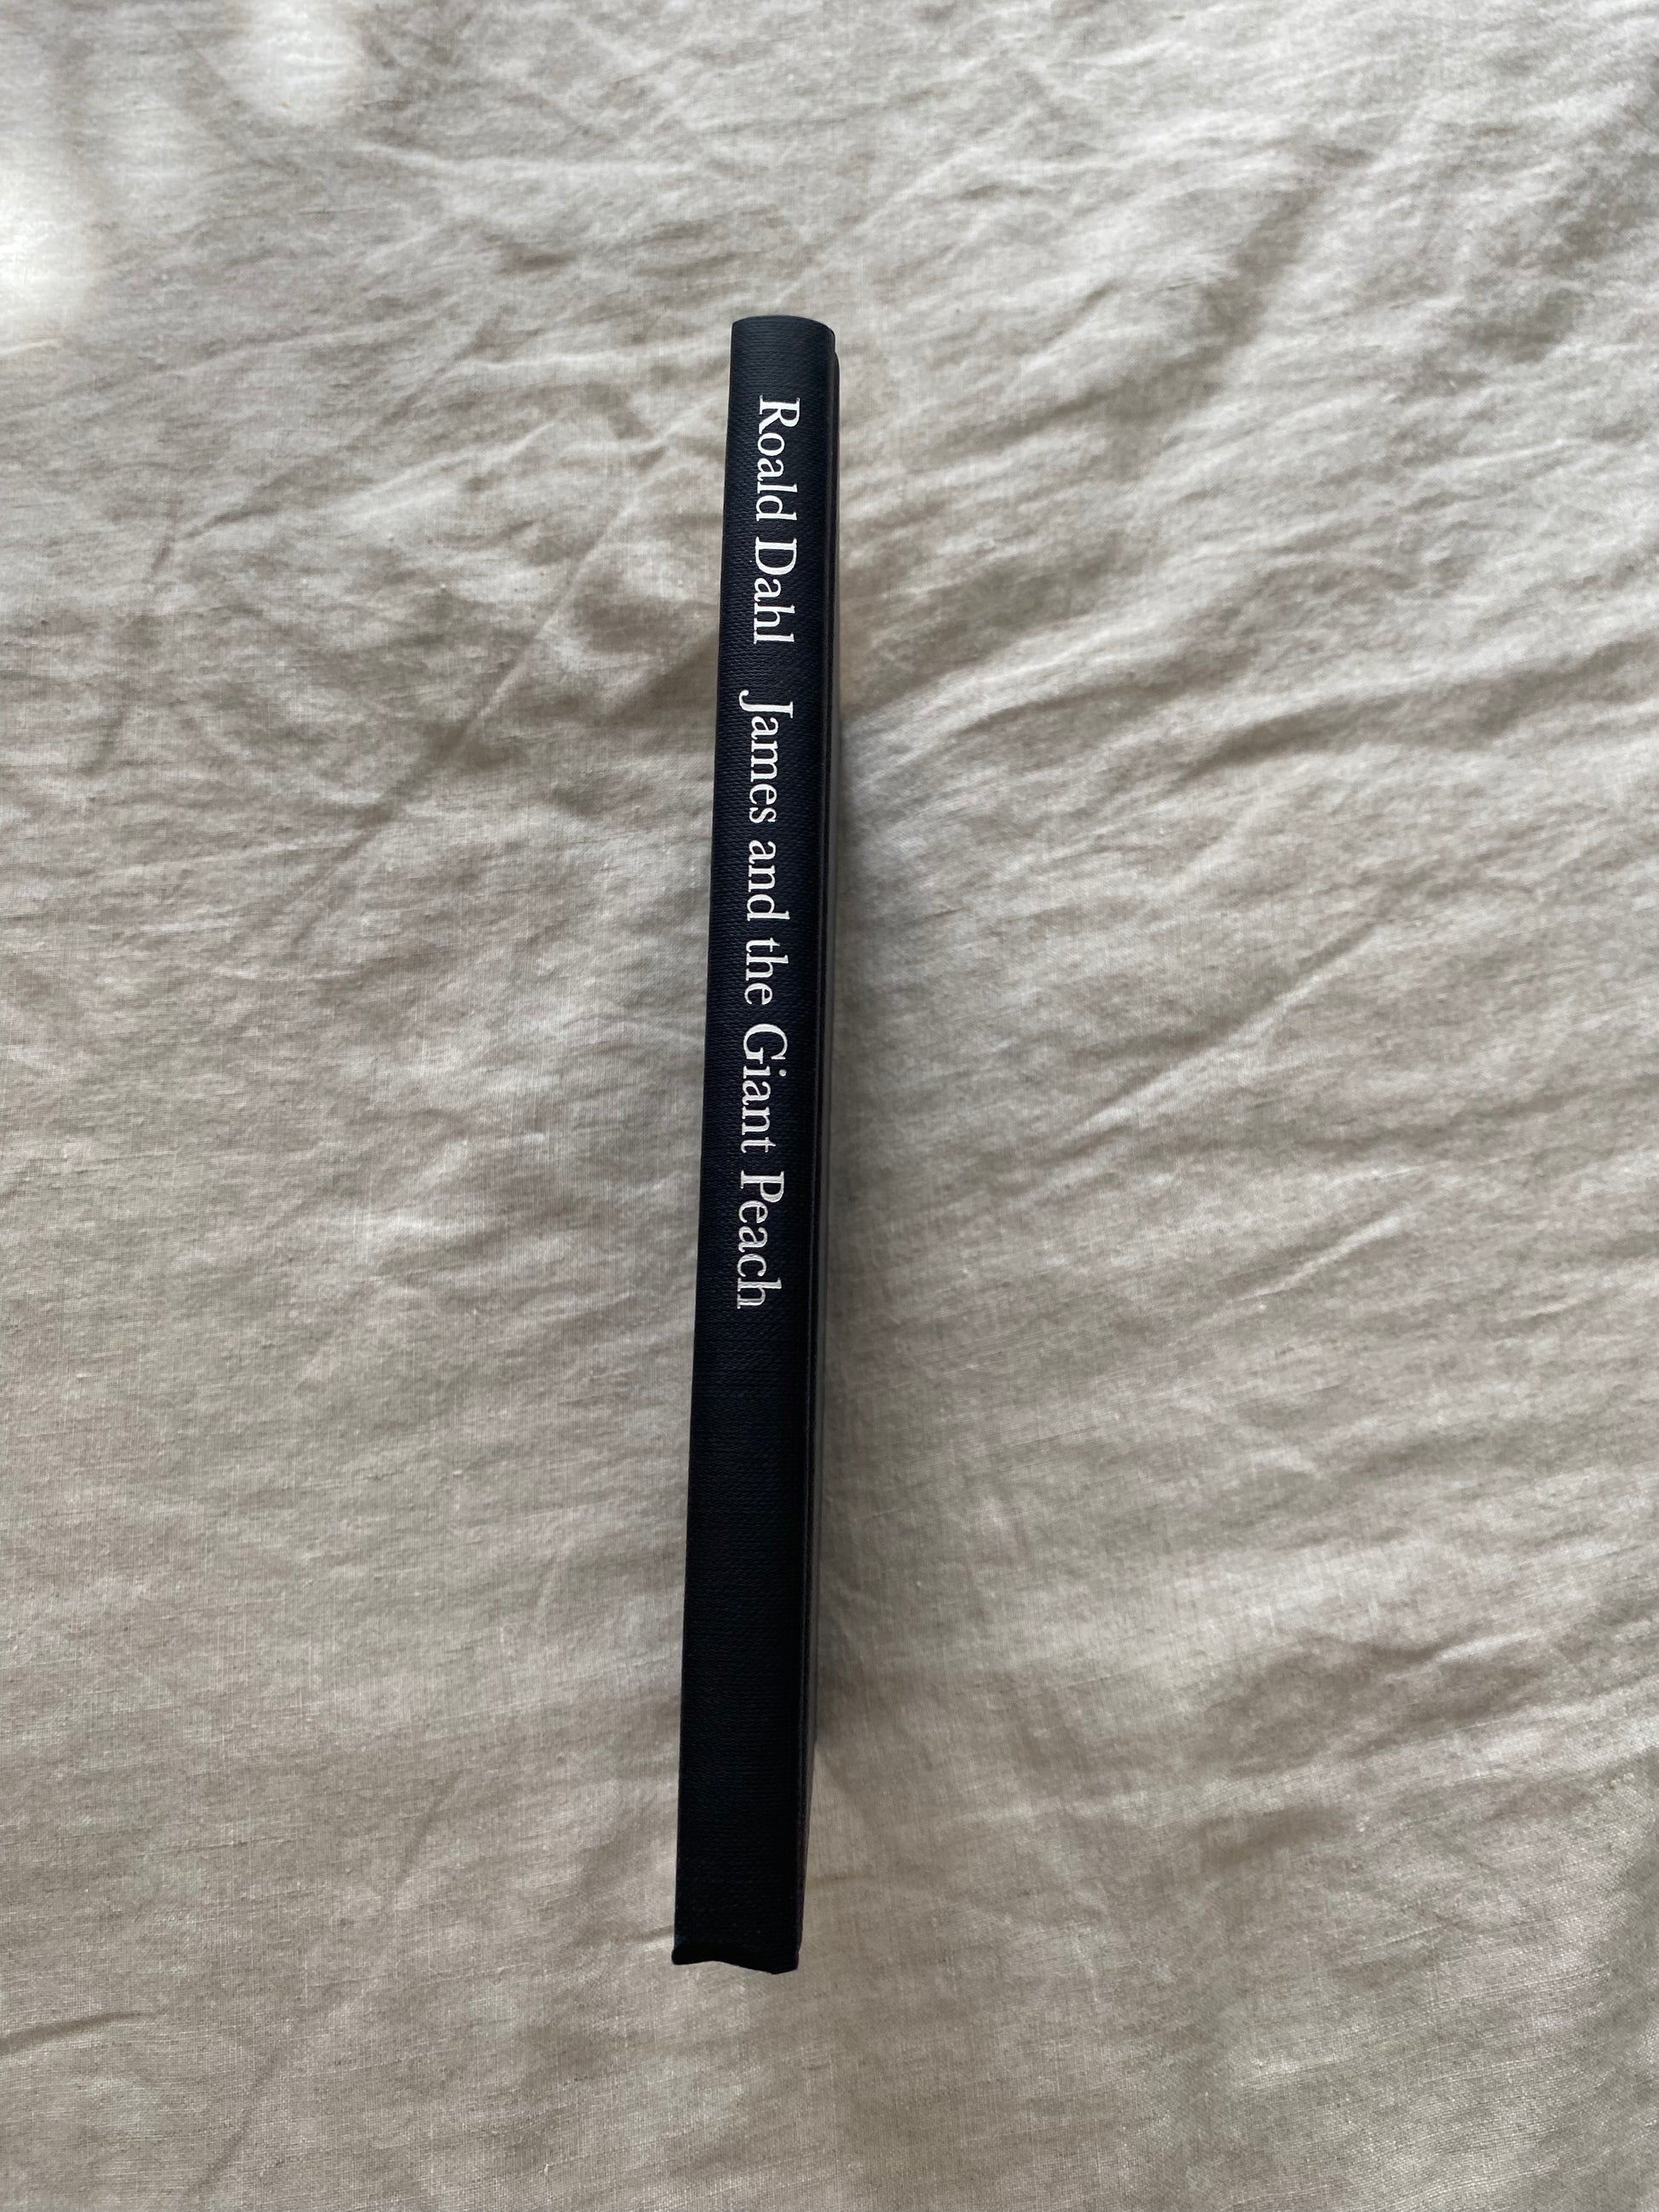 Roald Dahl James and the Giant Peach